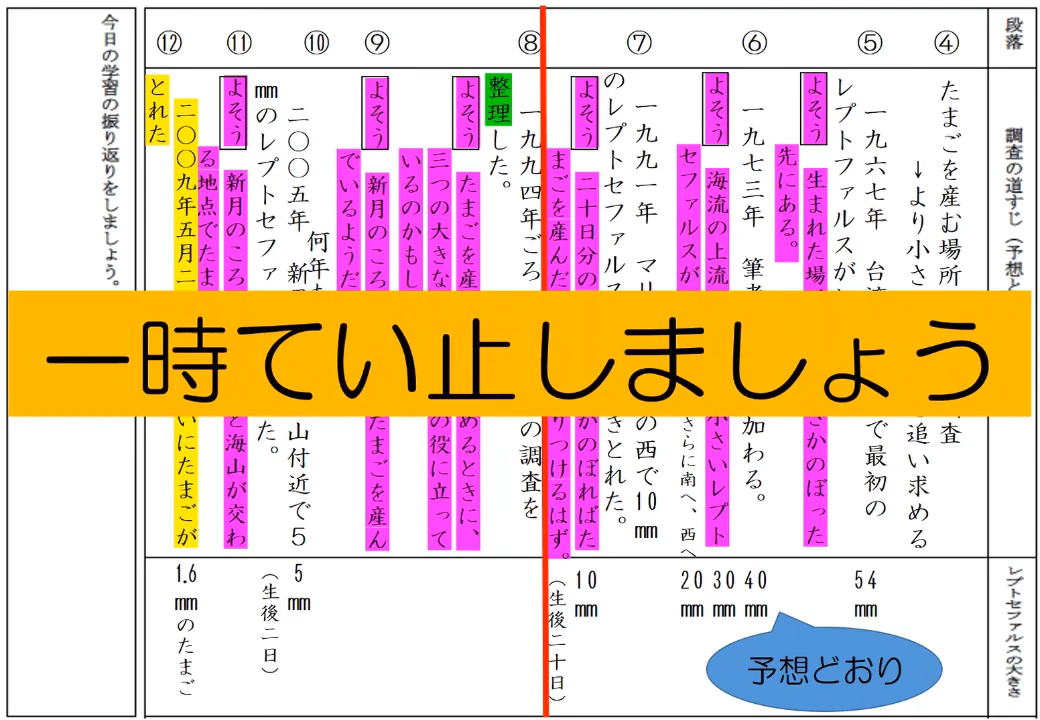 段落
④
⑤
⑥
⑦
⑧
⑨
⑩
⑪
⑫
調査の道すじ（予想と
たまごを産む場所
査
→より小さ
追い求める
一九六七年　台
で最初の
レプトファルスが
よそう
生まれた場
さかのぼった
先にある。
一九七三年　筆者
加わる。
よそう
海流の上流
小さいレプト
セファルスが
さらに南へ、西へ
一九九一年　マリ
の西で10mm
のレプトセファルス
とれた。
よそう
二十日分の
かのぼればた
まごを産んだ
りつけるはず。
一九九四年ごろ
の調査を
整理した。
よそう
たまごを産
めるときに、
三つの大きな
の役に立って
いるのかもし
よそう
新月のころ
たまごを産ん
でいるようだ
何年
二〇〇五年　新
山付近で５
mmのレプトセファ
た。
よそう
新月のころ
と海山が交わ
る地点でたま
二〇〇九年五月二
いにたまごが
とれた
一時てい止しましょう
レプトセファルスの大きさ
54mm
40mm
30mm
20mm
10mm
（生後二十日）
5mm
（生後二日）
1.6mmのたまご
予想どおり
今日の学習の振り返りをしましょう。